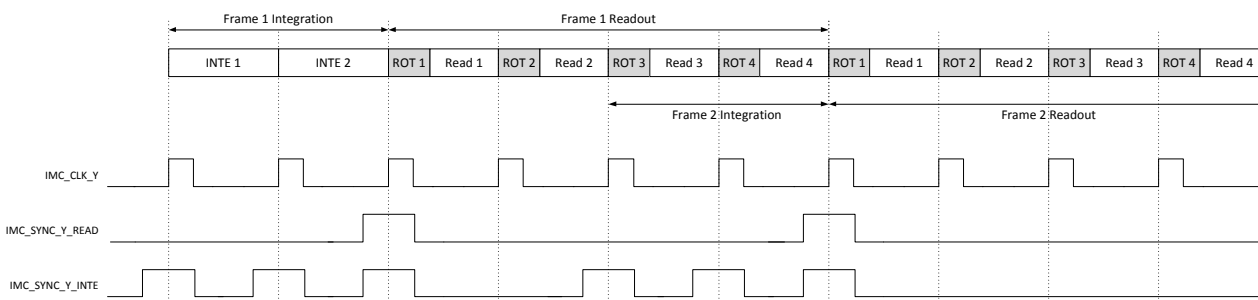 Frame 1 Integration Frame 1 Readout
INTE 1 INTE 2 ROT 1 Read 1 ROT 2 Read 2 ROT 3 Read 3 ROT 4 Read 4 ROT 1 Read 1 ROT 2 Read 2 ROT 3 Read 3 ROT 4 Read 4
Frame 2 Integration Frame 2 Readout
IMC_CLK_Y
IMC_SYNC_Y_READ
IMC_SYNC_Y_INTE